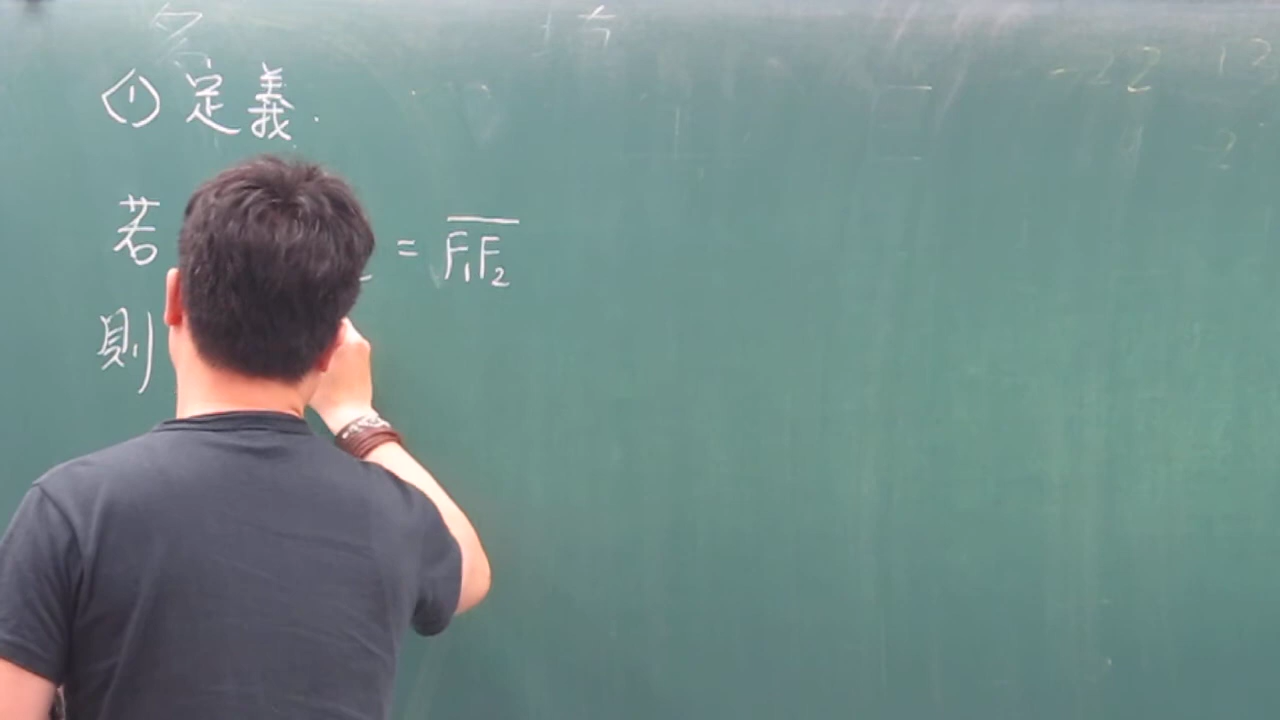 ① 定義.
若 = F₁F₂
則